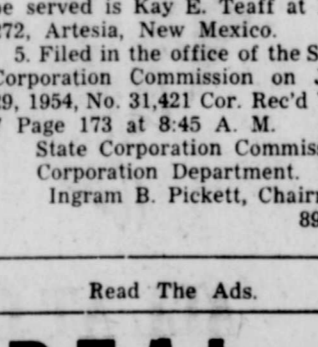 be served is Kay E. Teaff at
272, Artesia, New Mexico.
5. Filed in the office of the S
Corporation Commission on J
29, 1954, No. 31,421 Cor. Rec'd
Page 173 at 8:45 A. M.
State Corporation Commis
Corporation Department.
Ingram B. Pickett, Chair
89
Read The Ads.